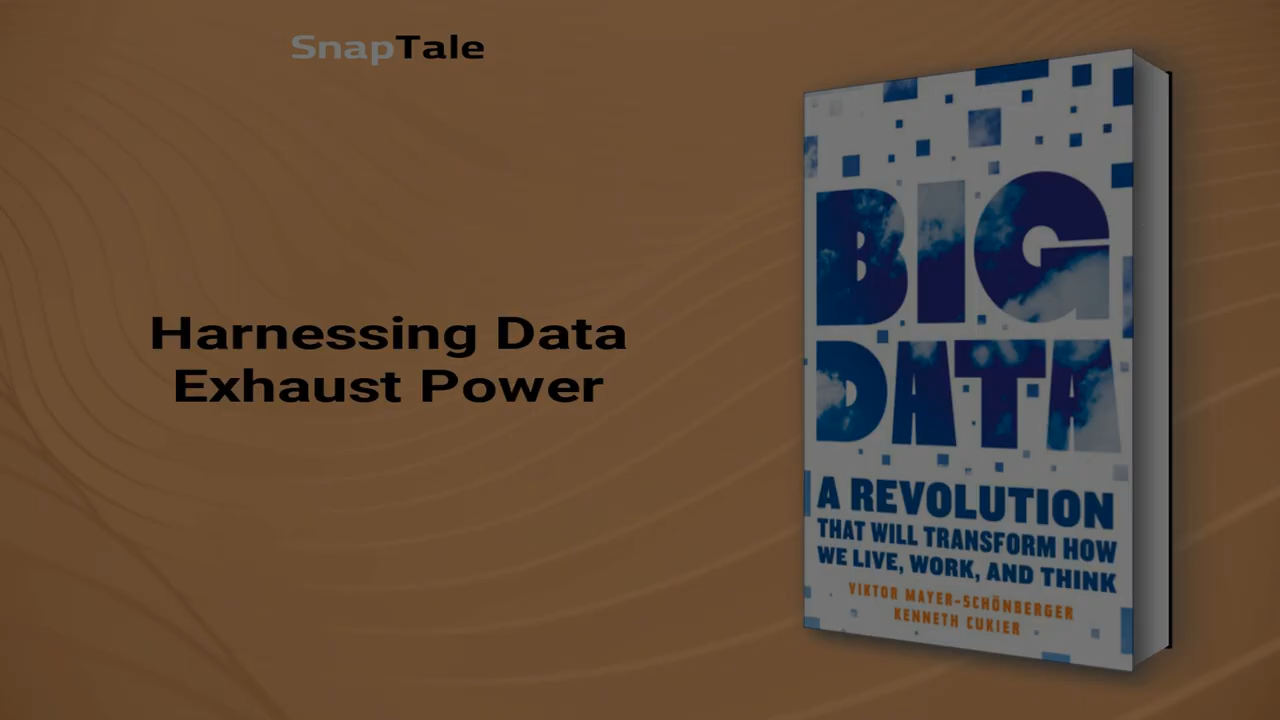 SnapTale
Harnessing Data
Exhaust Power
BIG
DATA
A REVOLUTION
THAT WILL TRANSFORM HOW
WE LIVE, WORK, AND THINK
VIKTOR MAYER-SCHÖNBERGER
KENNETH CUKIER